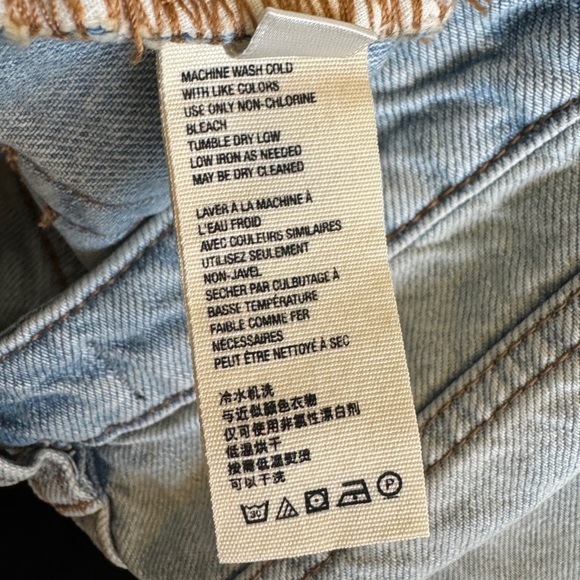 MACHINE WASH COLD
WITH LIKE COLORS
USE ONLY NON-CHLORINE
BLEACH
TUMBLE DRY LOW
LOW IRON AS NEEDED
MAY BE DRY CLEANED
LAVER À LA MACHINE À
L'EAU FROID
AVEC COULEURS SIMILAIRES
UTILISEZ SEULEMENT
NON-JAVEL
SECHER PAR CULBUTAGE À
BASSE TEMPÉRATURE
FAIBLE COMME FER
NÉCESSAIRES
PEUT ÊTRE NETTOYÉ À SEC
冷水机洗
与近似颜色衣物
仅可使用非氯性漂白剂
低温烘干
按需低温熨烫
可以干洗
30 P